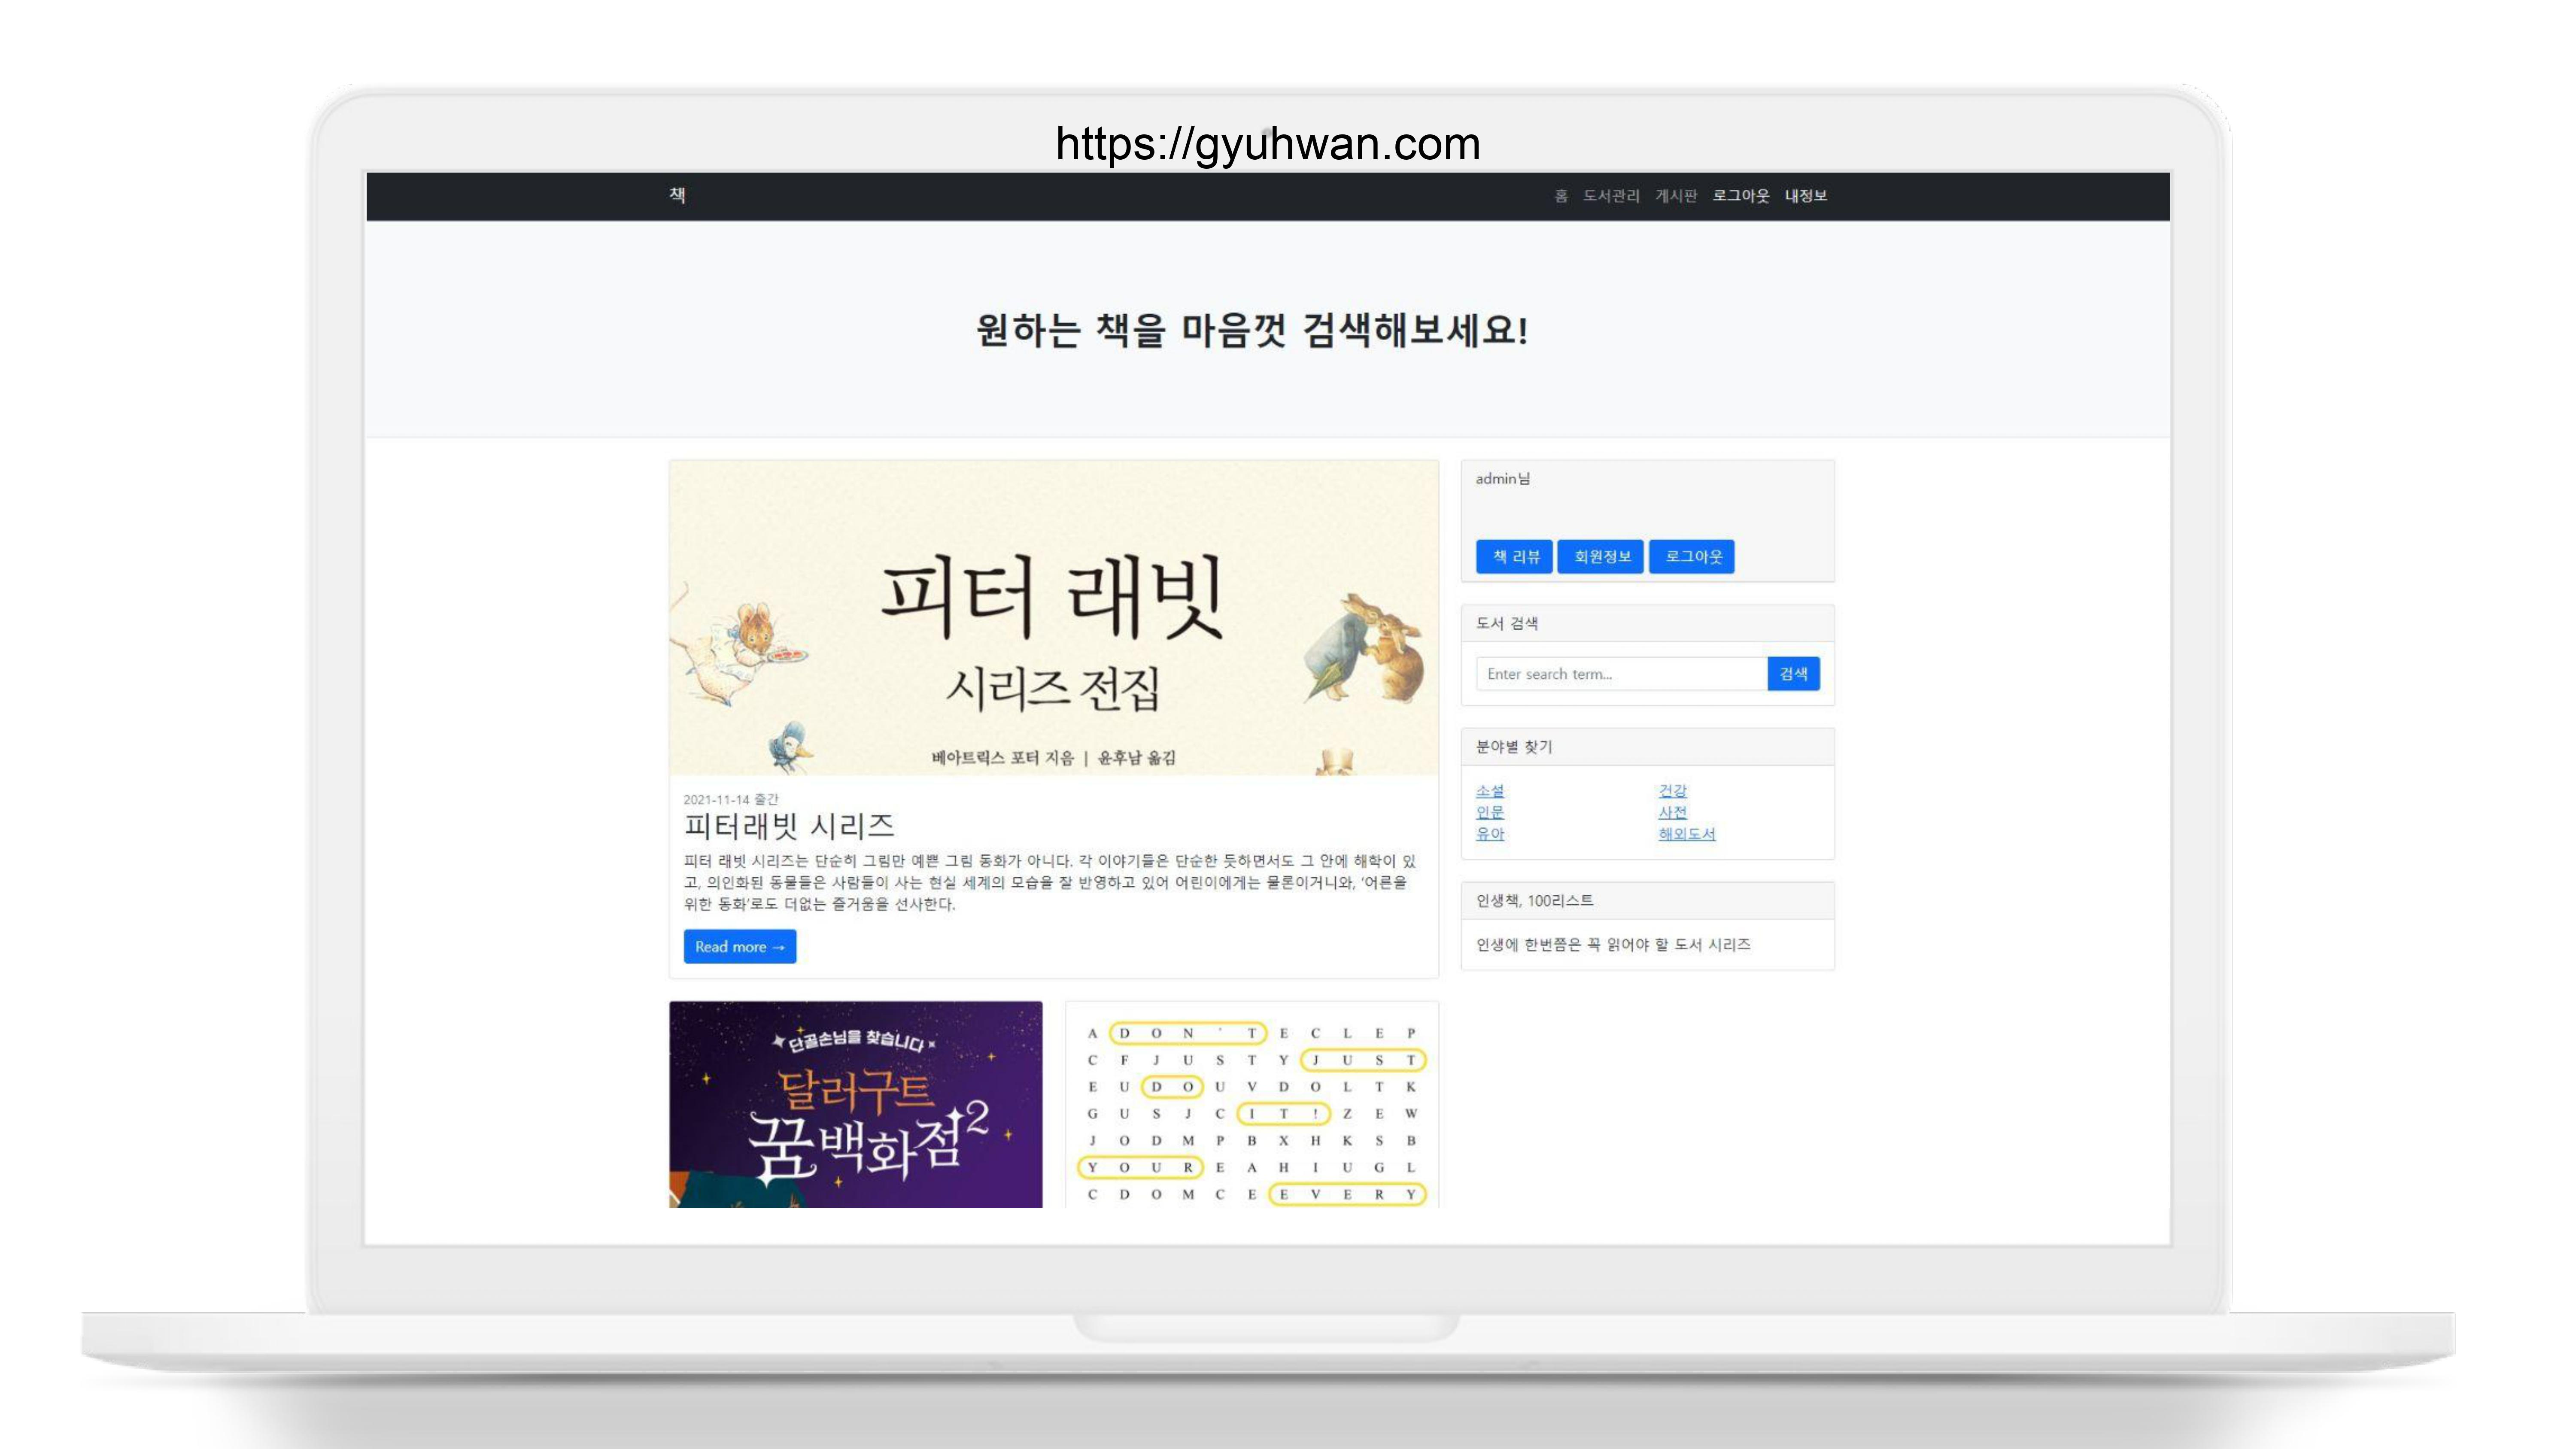 https://gyuhwan.com
책
홈 도서관리 게시판 로그아웃 내정보
원하는 책을 마음껏 검색해보세요!
피터 래빗
시리즈 전집
베아트릭스 포터 지음 | 윤후남 옮김
2021-11-14 출간
피터래빗 시리즈
피터 래빗 시리즈는 단순히 그림만 예쁜 그림 동화가 아니다. 각 이야기들은 단순한 듯하면서도 그 안에 해학이 있
고, 의인화된 동물들은 사람들이 사는 현실 세계의 모습을 잘 반영하고 있어 어린이에게는 물론이거니와, ‘어른을
위한 동화’로도 더없는 즐거움을 선사한다.
Read more →
admin님
책 리뷰 회원정보 로그아웃
도서 검색
Enter search term... 검색
분야별 찾기
소설 건강
인문 사전
유아 해외도서
인생책, 100리스트
인생에 한번쯤은 꼭 읽어야 할 도서 시리즈
단골손님을 찾습니다
달러구트
꿈백화점2
A D O N ' T E C L E P
C F J U S T Y J U S T
E U D O U V D O L T K
G U S J C I T ! Z E W
J O D M P B X H K S B
Y O U R E A H I U G L
C D O M C E E V E R Y